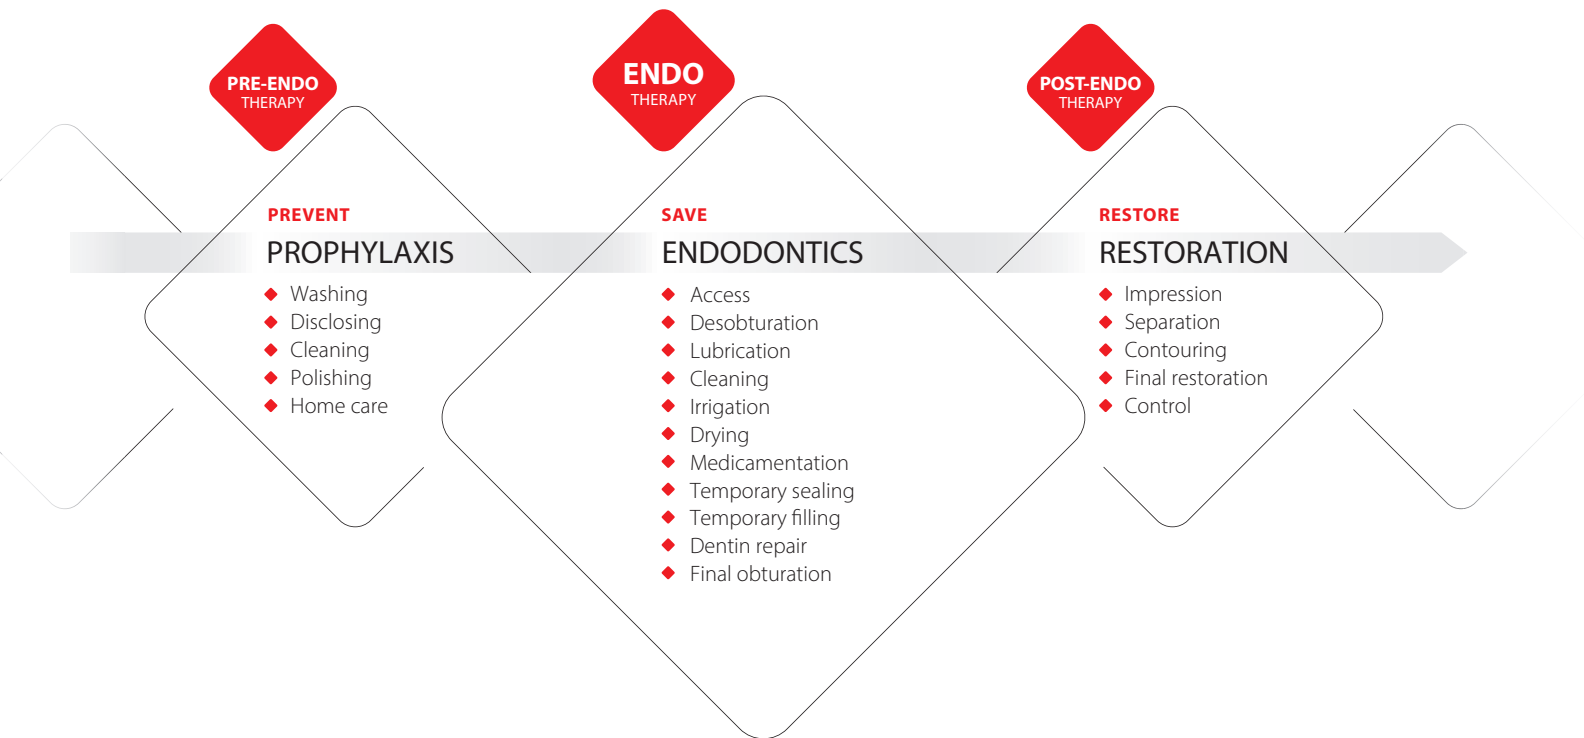 PRE-ENDO
THERAPY
PREVENT
PROPHYLAXIS
Washing
Disclosing
Cleaning
Polishing
Home care
ENDO
THERAPY
SAVE
ENDODONTICS
Access
Desobturation
Lubrication
Cleaning
Irrigation
Drying
Medicamentation
Temporary sealing
Temporary filling
Dentin repair
Final obturation
POST-ENDO
THERAPY
RESTORE
RESTORATION
Impression
Separation
Contouring
Final restoration
Control